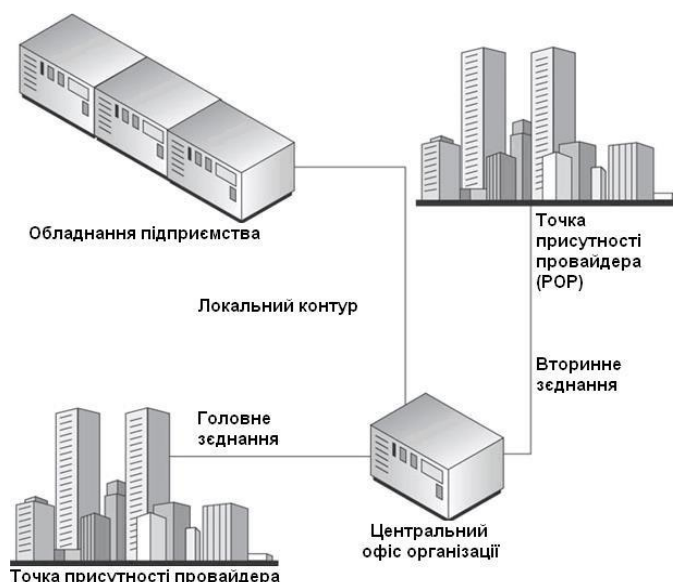 Обладнання підприємства
Точка
присутності
провайдера
(POP)
Локальний контур
Вторинне
зєднання
Головне
зєднання
Центральний
офіс організації
Точка присутності провайдера